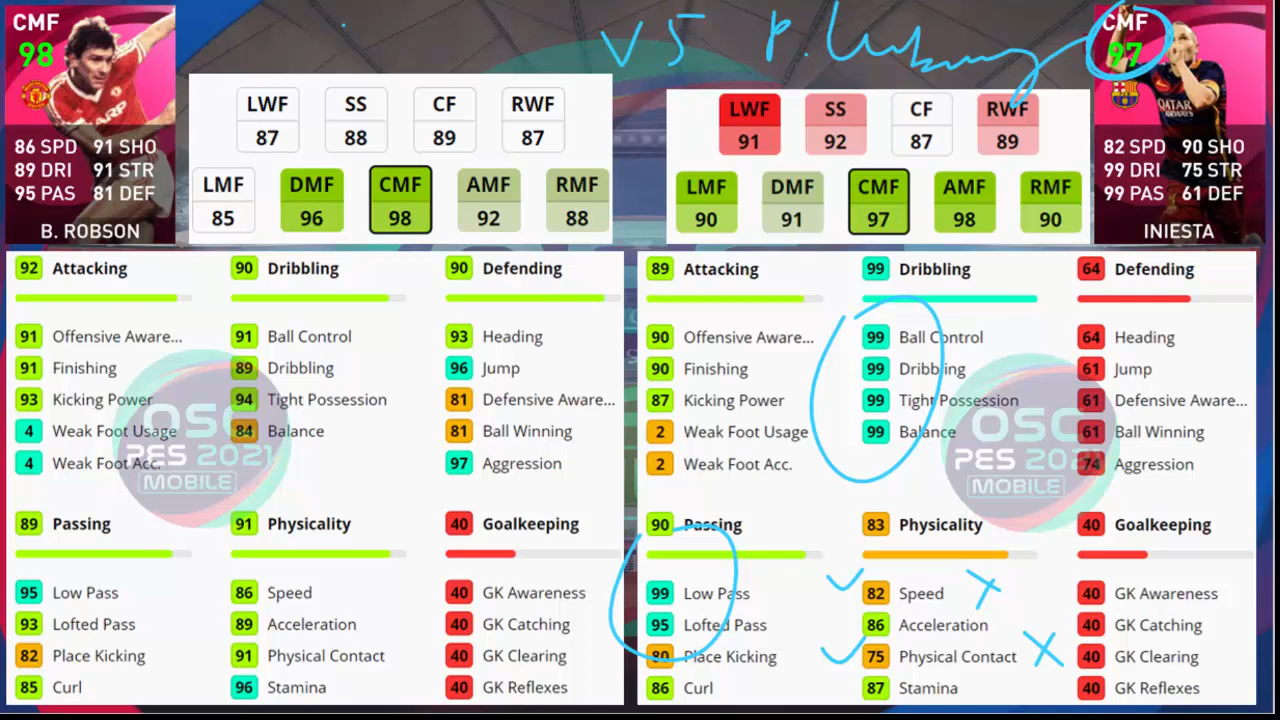 VS P.
CMF
98
86 SPD 91 SHO
89 DRI 91 STR
95 PAS 81 DEF
B. ROBSON
LWF SS CF RWF
87 88 89 87
LMF DMF CMF AMF RMF
85 96 98 92 88
LWF SS CF RWF
91 92 87 89
LMF DMF CMF AMF RMF
90 91 97 98 90
CMF
97
QATAR
AIRWAYS
82 SPD 90 SHO
99 DRI 75 STR
99 PAS 61 DEF
INIESTA
92 Attacking 90 Dribbling 90 Defending
91 Offensive Aware... 91 Ball Control 93 Heading
91 Finishing 89 Dribbling 96 Jump
93 Kicking Power 94 Tight Possession 81 Defensive Aware...
4 Weak Foot Usage 84 Balance 81 Ball Winning
4 Weak Foot Acc. 97 Aggression
89 Passing 91 Physicality 40 Goalkeeping
95 Low Pass 86 Speed 40 GK Awareness
93 Lofted Pass 89 Acceleration 40 GK Catching
82 Place Kicking 91 Physical Contact 40 GK Clearing
85 Curl 96 Stamina 40 GK Reflexes
OSC
PES 2021
MOBILE
89 Attacking 99 Dribbling 64 Defending
90 Offensive Aware... 99 Ball Control 64 Heading
90 Finishing 99 Dribbling 61 Jump
87 Kicking Power 99 Tight Possession 61 Defensive Aware...
2 Weak Foot Usage 99 Balance 61 Ball Winning
2 Weak Foot Acc. 74 Aggression
90 Passing 83 Physicality 40 Goalkeeping
99 Low Pass 82 Speed 40 GK Awareness
95 Lofted Pass 86 Acceleration 40 GK Catching
80 Place Kicking 75 Physical Contact 40 GK Clearing
86 Curl 87 Stamina 40 GK Reflexes
OSC
PES 202
MOBILE